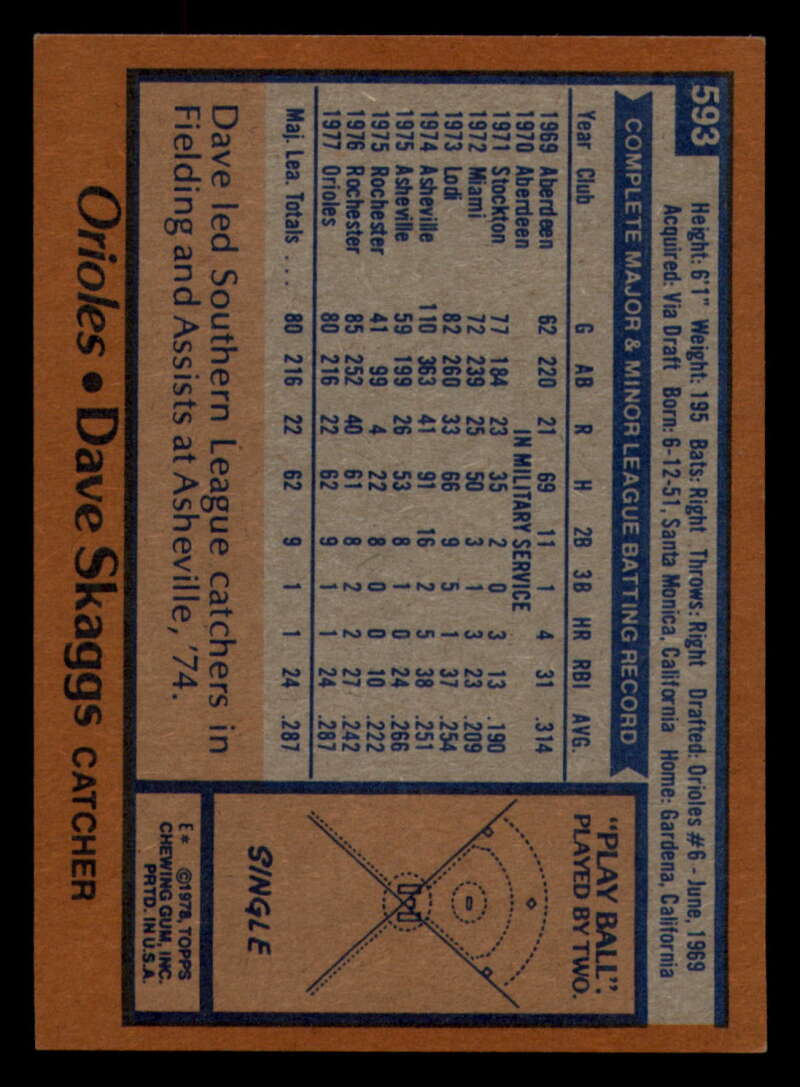 593
Height: 6'1" Weight: 195 Bats: Right Throws: Right Drafted: Orioles #6 - June, 1969
Acquired: Via Draft Born: 6-12-51, Santa Monica, California Home: Gardena, California
COMPLETE MAJOR & MINOR LEAGUE BATTING RECORD
Year Club G AB R H 2B 3B HR RBI AVG.
1969 Aberdeen 62 220 21 69 11 1 4 31 .314
1970 Aberdeen IN MILITARY SERVICE
1971 Stockton 77 184 23 35 2 0 3 13 .190
1972 Miami 72 239 25 50 3 1 3 23 .209
1973 Lodi 82 260 33 66 9 5 1 37 .254
1974 Asheville 110 363 41 91 16 2 5 38 .251
1975 Asheville 59 199 26 53 8 1 0 24 .266
1975 Rochester 41 99 4 22 8 0 0 10 .222
1976 Rochester 85 252 40 61 8 2 2 27 .242
1977 Orioles 80 216 22 62 9 1 1 24 .287
Maj. Lea. Totals ... 80 216 22 62 9 1 1 24 .287
Dave led Southern League catchers in
Fielding and Assists at Asheville, '74.
"PLAY BALL":
PLAYED BY TWO.
SINGLE
E* ©1978, TOPPS
CHEWING GUM, INC.
PRTD. IN U.S.A.
Orioles • Dave Skaggs CATCHER